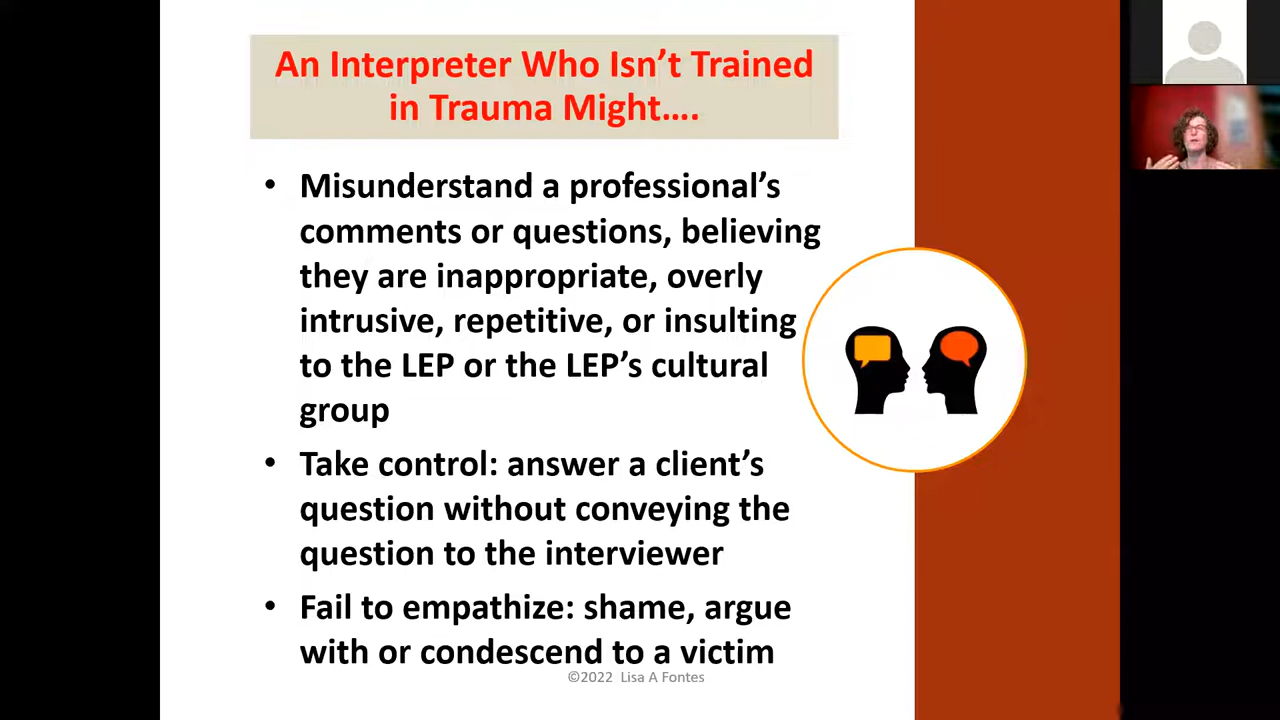 An Interpreter Who Isn’t Trained
in Trauma Might….
• Misunderstand a professional’s
comments or questions, believing
they are inappropriate, overly
intrusive, repetitive, or insulting
to the LEP or the LEP’s cultural
group
• Take control: answer a client’s
question without conveying the
question to the interviewer
• Fail to empathize: shame, argue
with or condescend to a victim
©2022 Lisa A Fontes